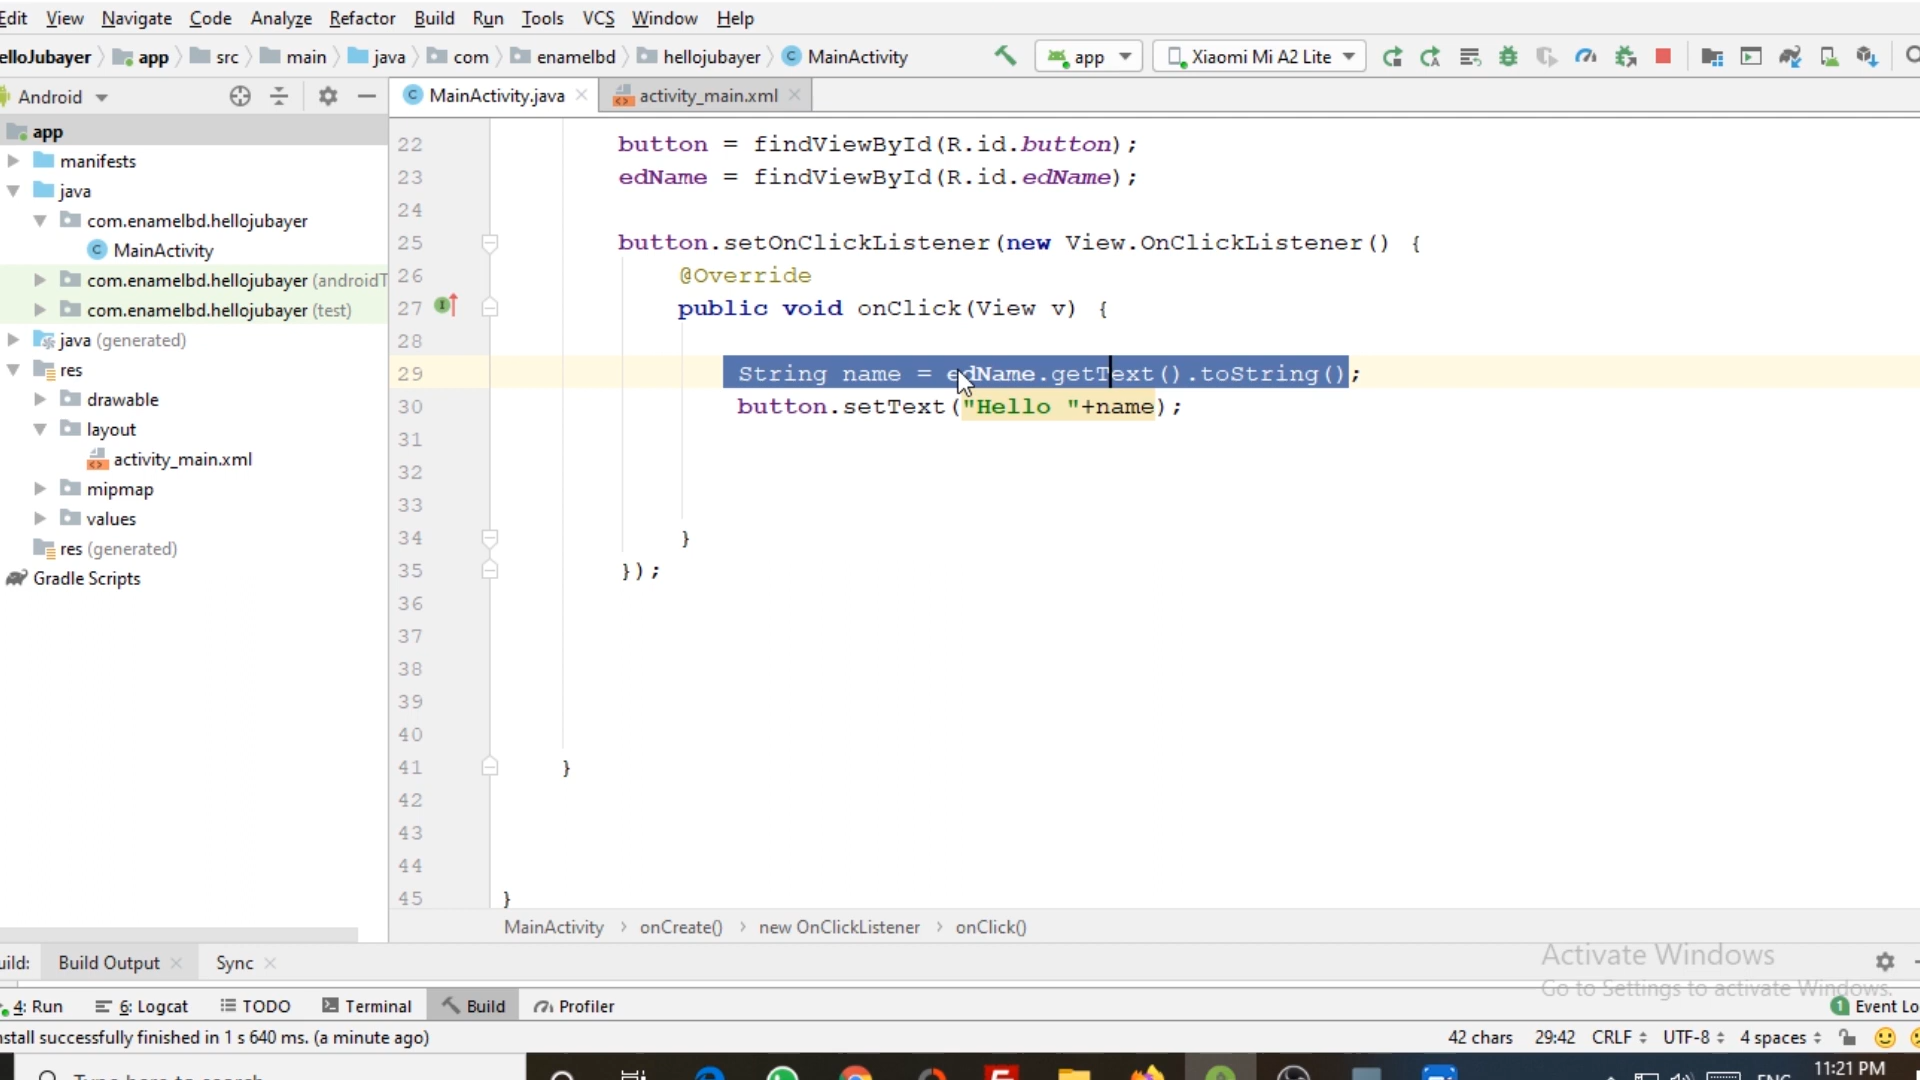 Edit View Navigate Code Analyze Refactor Build Run Tools VCS Window Help
elloJubayer app src main java com enamelbd hellojubayer MainActivity app Xiaomi Mi A2 Lite
Android MainActivity.java activity_main.xml
app
manifests
java
com.enamelbd.hellojubayer
MainActivity
com.enamelbd.hellojubayer (androidT
com.enamelbd.hellojubayer (test)
java (generated)
res
drawable
layout
activity_main.xml
mipmap
values
res (generated)
Gradle Scripts
22 button = findViewById(R.id.button);
23 edName = findViewById(R.id.edName);
24
25 button.setOnClickListener(new View.OnClickListener() {
26 @Override
27 public void onClick(View v) {
28
29 String name = edName.getText().toString();
30 button.setText("Hello "+name);
31
32
33
34 }
35 });
36
37
38
39
40
41 }
42
43
44
45 }
MainActivity › onCreate() › new OnClickListener › onClick()
uild: Build Output Sync
Activate Windows
Go to Settings to activate Windows.
4: Run 6: Logcat TODO Terminal Build Profiler 1 Event Lo
nstall successfully finished in 1 s 640 ms. (a minute ago) 42 chars 29:42 CRLF UTF-8 4 spaces
Type here to search ENG 11:21 PM